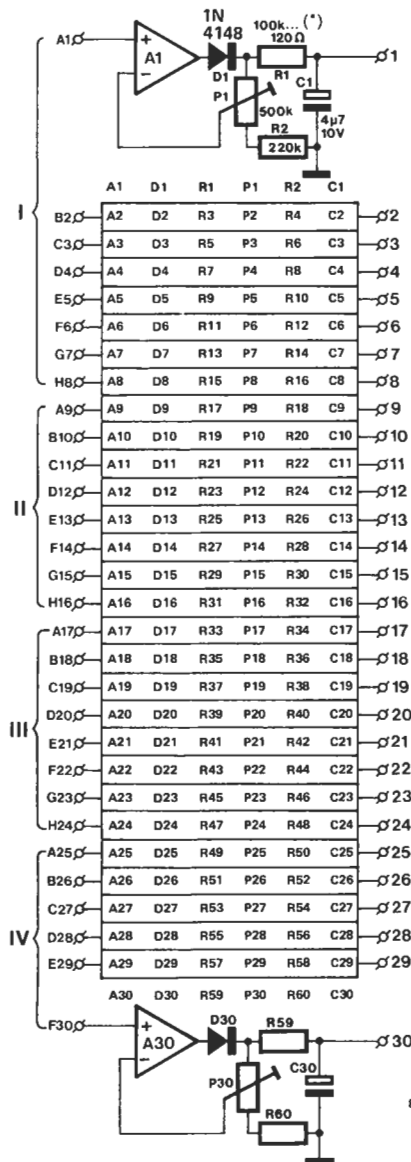 1N
4148
100k... (*)
120Ω
A1
+
A1
D1
R1
C1
1
P1
500k
4µ7
10V
R2
220k
–
A1 D1 R1 P1 R2 C1
I
B2 A2 D2 R3 P2 R4 C2 2
C3 A3 D3 R5 P3 R6 C3 3
D4 A4 D4 R7 P4 R8 C4 4
E5 A5 D5 R9 P5 R10 C5 5
F6 A6 D6 R11 P6 R12 C6 6
G7 A7 D7 R13 P7 R14 C7 7
H8 A8 D8 R15 P8 R16 C8 8
A9 A9 D9 R17 P9 R18 C9 9
B10 A10 D10 R19 P10 R20 C10 10
C11 A11 D11 R21 P11 R22 C11 11
D12 A12 D12 R23 P12 R24 C12 12
II
E13 A13 D13 R25 P13 R26 C13 13
F14 A14 D14 R27 P14 R28 C14 14
G15 A15 D15 R29 P15 R30 C15 15
H16 A16 D16 R31 P16 R32 C16 16
A17 A17 D17 R33 P17 R34 C17 17
B18 A18 D18 R35 P18 R36 C18 18
C19 A19 D19 R37 P19 R38 C19 19
D20 A20 D20 R39 P20 R40 C20 20
III
E21 A21 D21 R41 P21 R42 C21 21
F22 A22 D22 R43 P22 R44 C22 22
G23 A23 D23 R45 P23 R46 C23 23
H24 A24 D24 R47 P24 R48 C24 24
A25 A25 D25 R49 P25 R50 C25 25
B26 A26 D26 R51 P26 R52 C26 26
C27 A27 D27 R53 P27 R54 C27 27
IV
D28 A28 D28 R55 P28 R56 C28 28
E29 A29 D29 R57 P29 R58 C29 29
A30 D30 R59 P30 R60 C30
F30
+
A30
D30
R59
30
–
P30
C30
R60